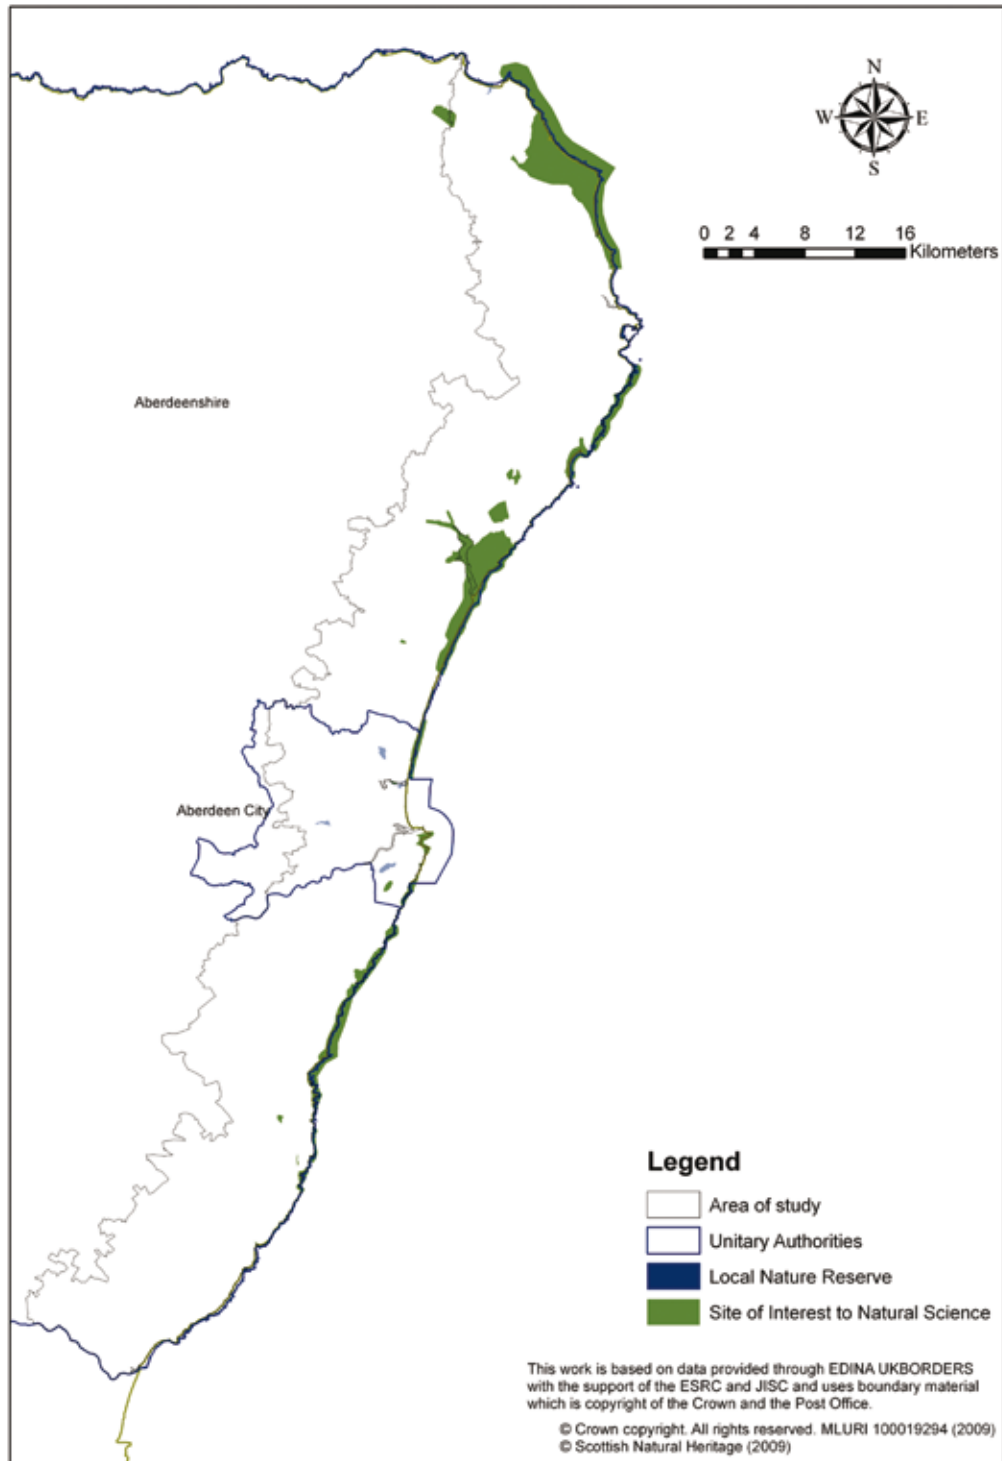 N
W E
S
0 2 4 8 12 16
Kilometers
Aberdeenshire
Aberdeen City
Legend
Area of study
Unitary Authorities
Local Nature Reserve
Site of Interest to Natural Science
This work is based on data provided through EDINA UKBORDERS
with the support of the ESRC and JISC and uses boundary material
which is copyright of the Crown and the Post Office.
© Crown copyright. All rights reserved. MLURI 100019294 (2009)
© Scottish Natural Heritage (2009)